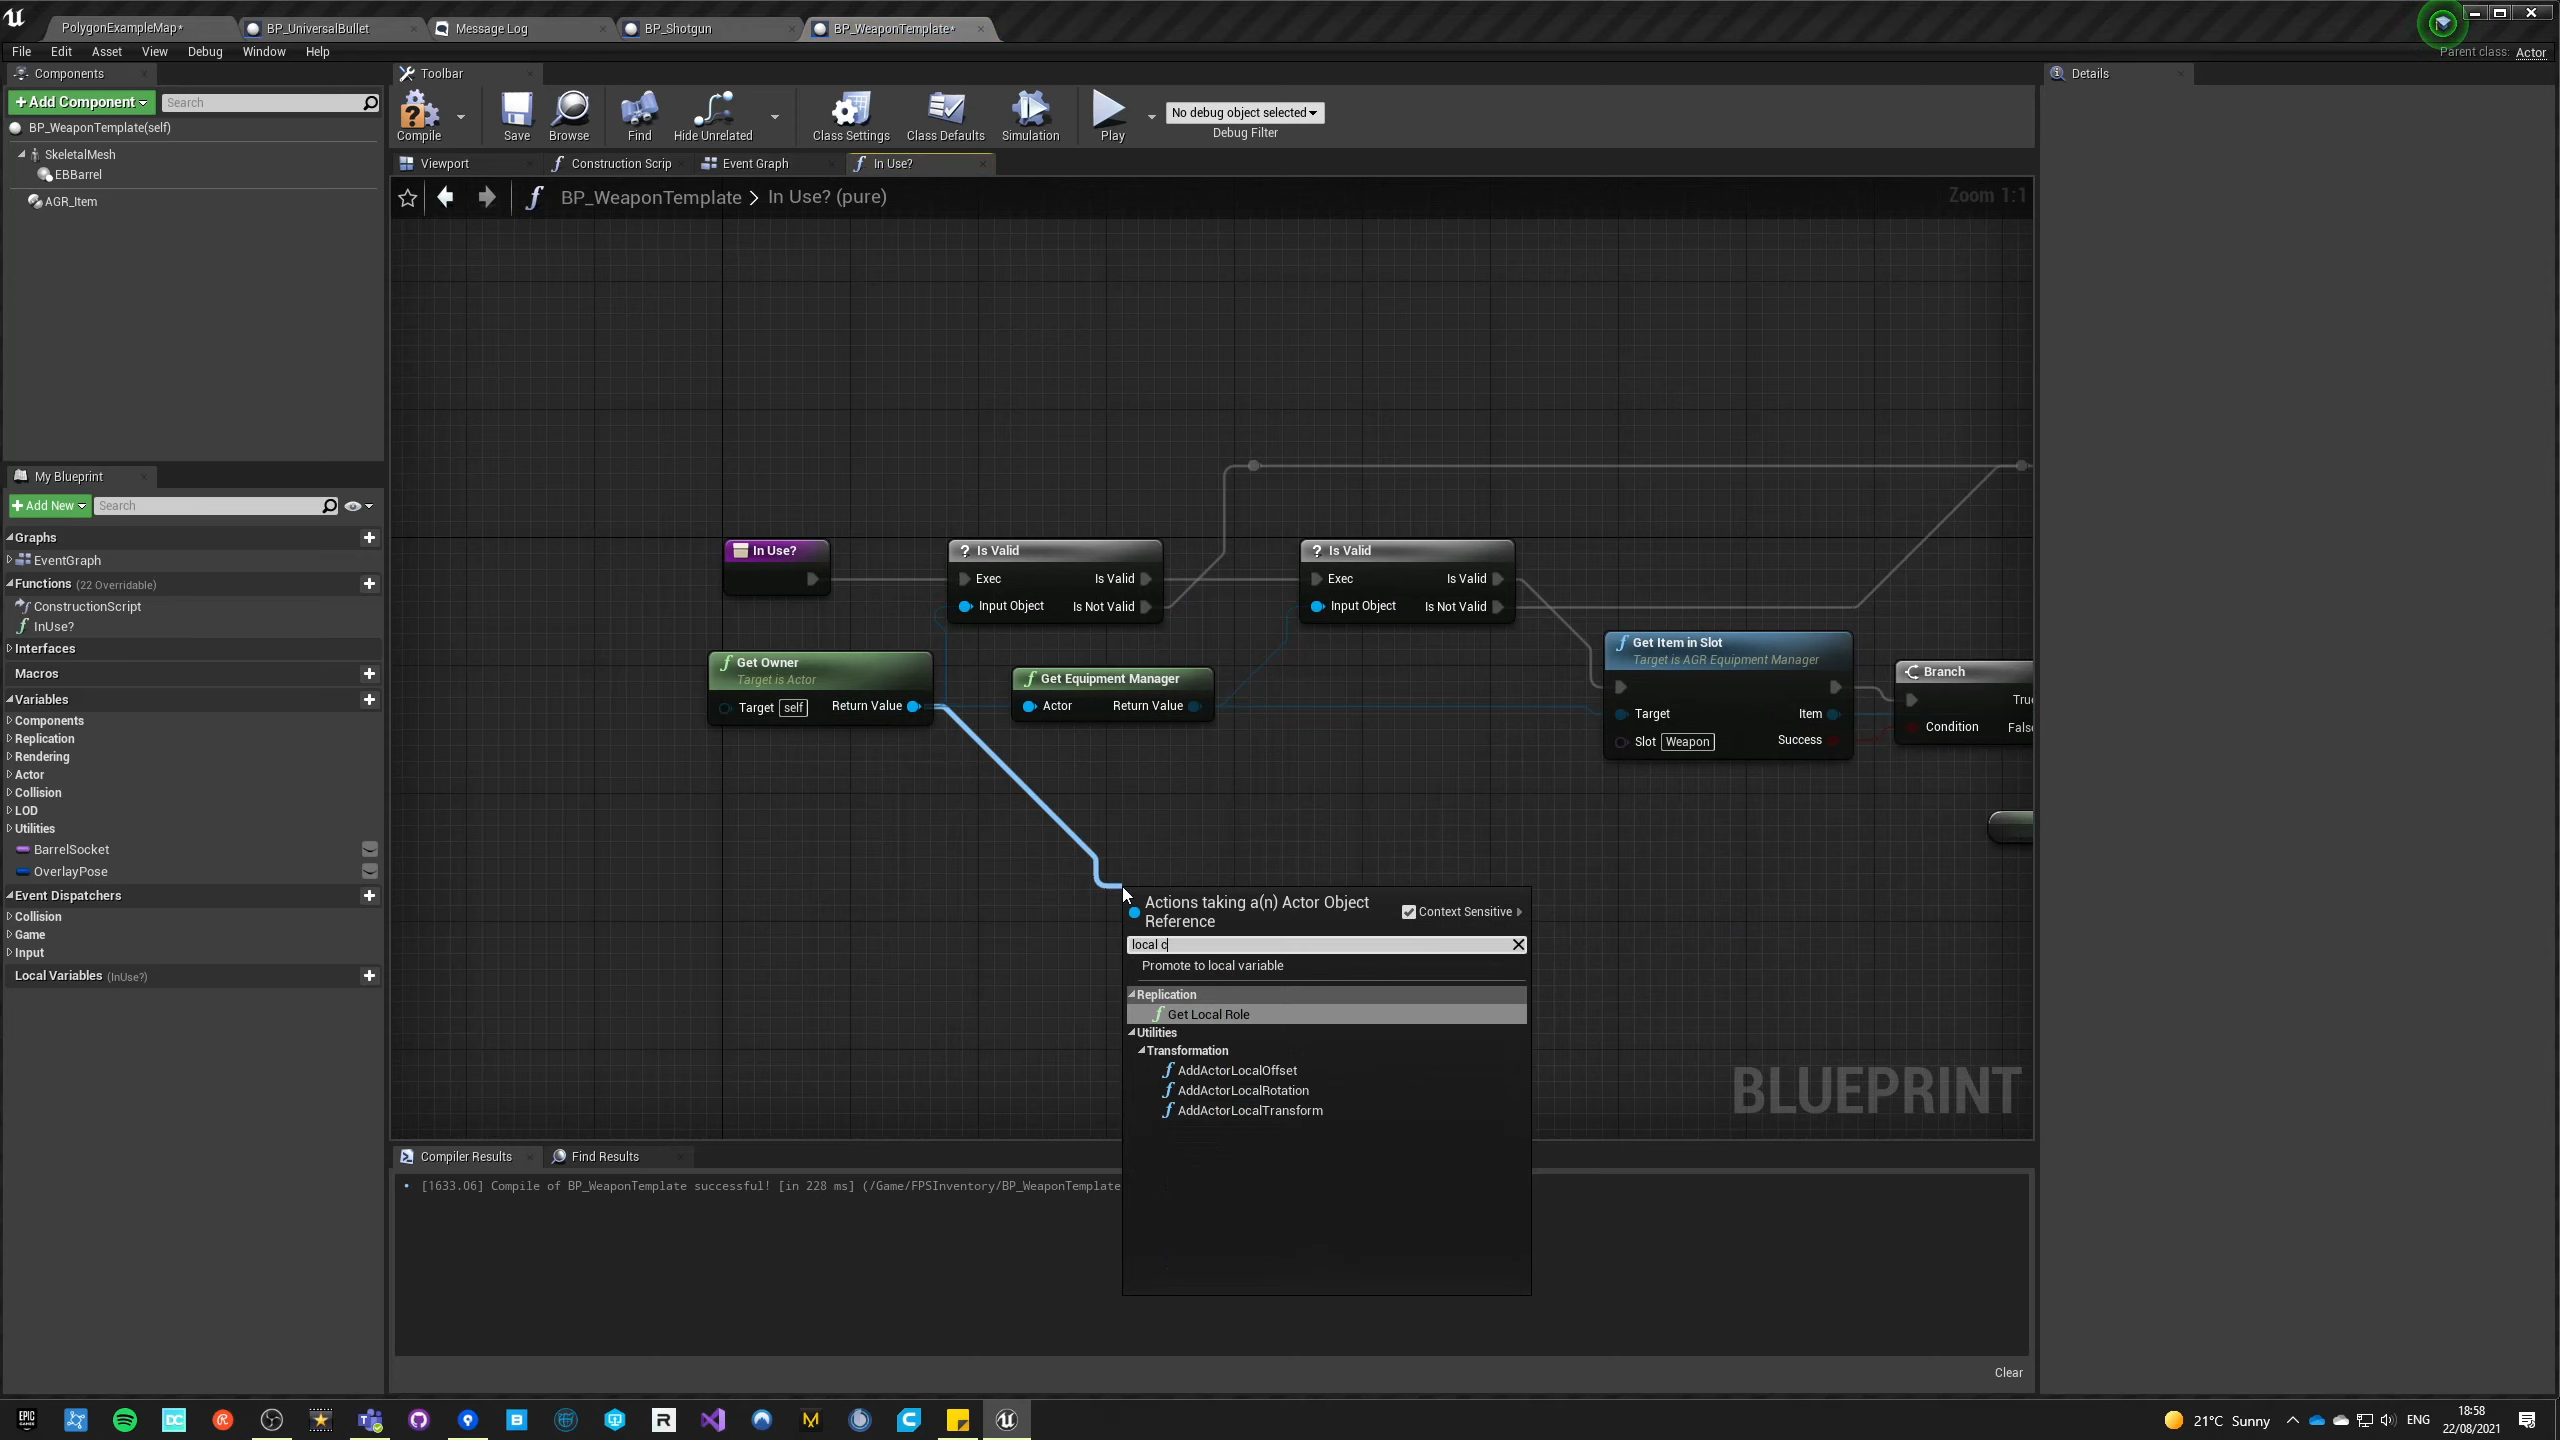 PolygonExampleMap*
BP_UniversalBullet
Message Log
BP_Shotgun
BP_WeaponTemplate*
File Edit Asset View Debug Window Help
Parent class: Actor
Components
+Add Component
Search
BP_WeaponTemplate(self)
SkeletalMesh
EBBarrel
AGR_Item
Toolbar
Compile
Save
Browse
Find
Hide Unrelated
Class Settings
Class Defaults
Simulation
Play
No debug object selected
Debug Filter
Details
Viewport
Construction Scrip
Event Graph
In Use?
BP_WeaponTemplate > In Use? (pure)
Zoom 1:1
My Blueprint
+Add New
Search
Graphs
EventGraph
Functions (22 Overridable)
ConstructionScript
InUse?
Interfaces
Macros
Variables
Components
Replication
Rendering
Actor
Collision
LOD
Utilities
BarrelSocket
OverlayPose
Event Dispatchers
Collision
Game
Input
Local Variables (InUse?)
In Use?
? Is Valid
Exec Is Valid
Input Object Is Not Valid
? Is Valid
Exec Is Valid
Input Object Is Not Valid
Get Owner
Target is Actor
Target self Return Value
Get Equipment Manager
Actor Return Value
Get Item in Slot
Target is AGR Equipment Manager
Target Item
Slot Weapon Success
Branch
True
Condition False
Actions taking a(n) Actor Object
Reference
Context Sensitive
local c
Promote to local variable
Replication
Get Local Role
Utilities
Transformation
AddActorLocalOffset
AddActorLocalRotation
AddActorLocalTransform
BLUEPRINT
Compiler Results
Find Results
[1633.06] Compile of BP_WeaponTemplate successful! [in 228 ms] (/Game/FPSInventory/BP_WeaponTemplate
Clear
21°C Sunny
ENG
18:58
22/08/2021